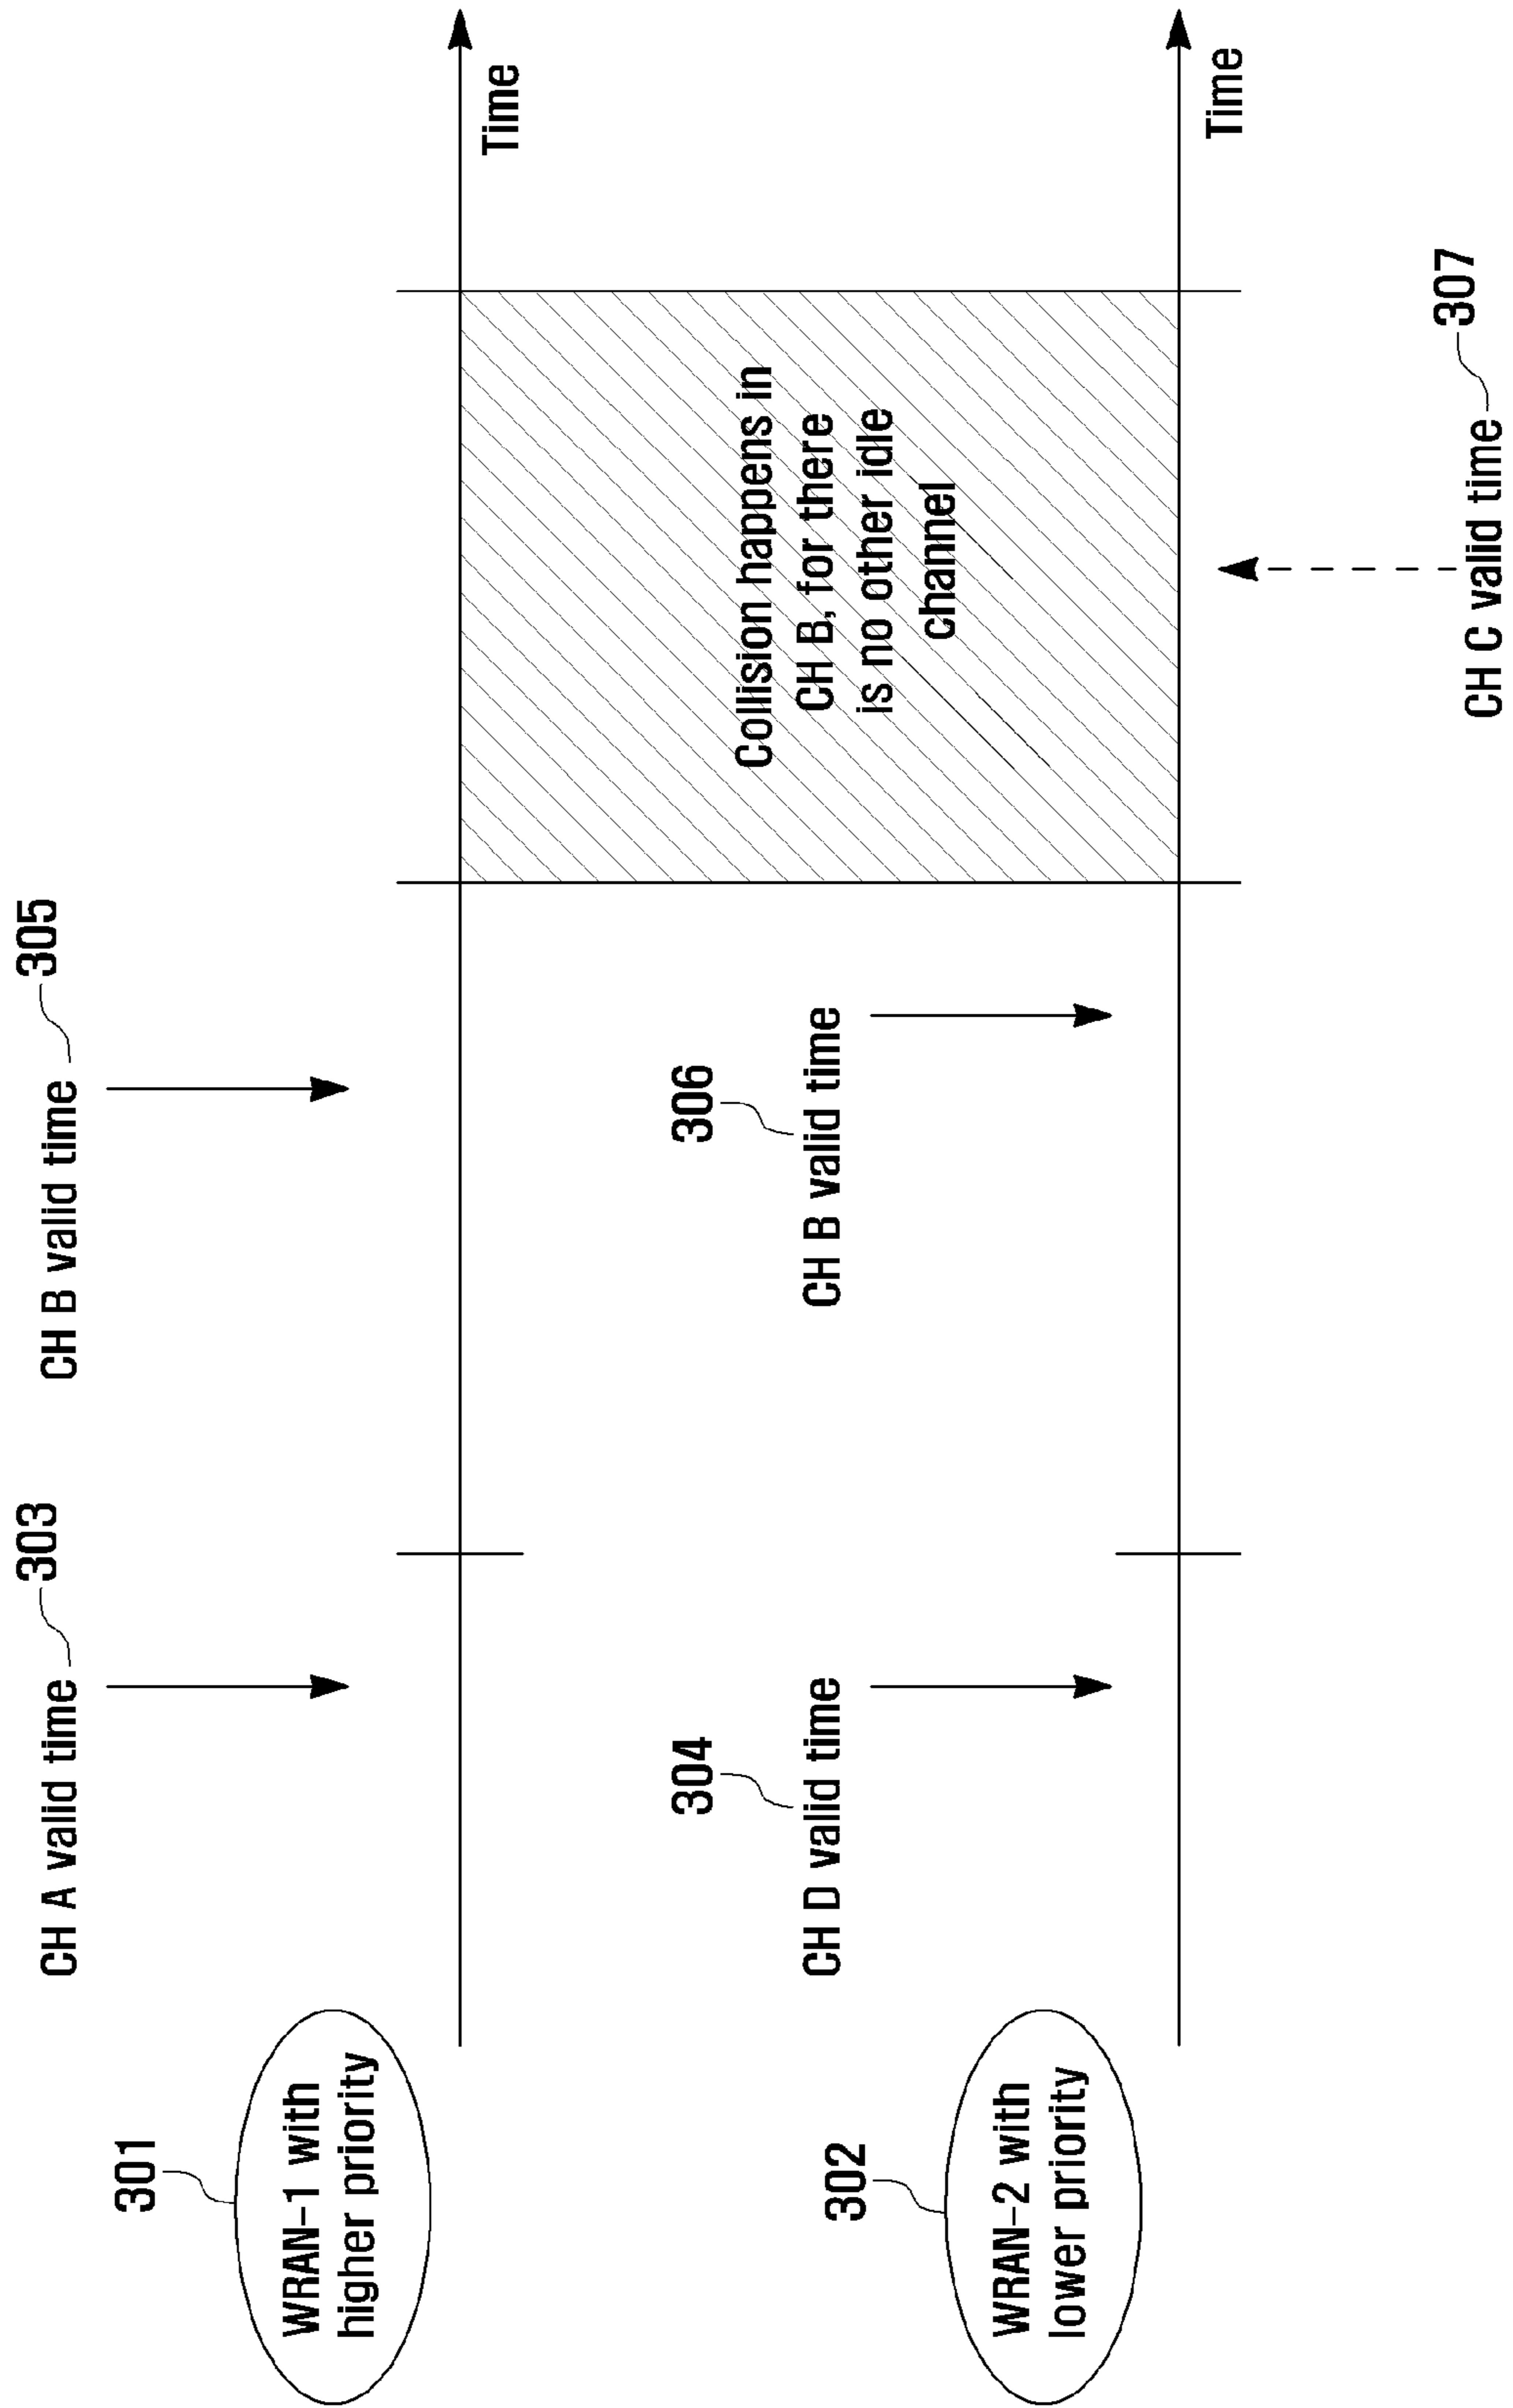 303
305
CH A valid time
CH B valid time
301
WRAN-1 with
higher priority
Time
304
306
CH D valid time
CH B valid time
Collision happens in
CH B, for there
is no other idle
channel
302
WRAN-2 with
lower priority
Time
307
CH C valid time